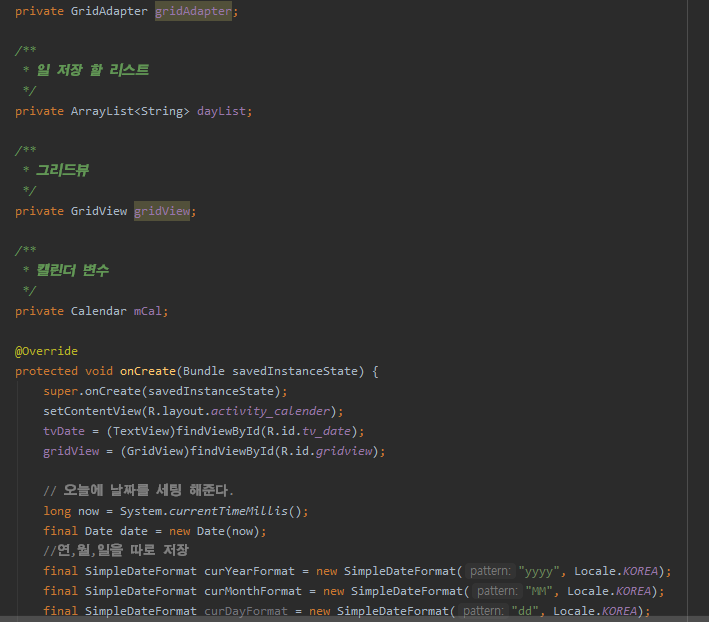 private GridAdapter gridAdapter;
/**
* 일 저장 할 리스트
*/
private ArrayList<String> dayList;
/**
* 그리드뷰
*/
private GridView gridView;
/**
* 캘린더 변수
*/
private Calendar mCal;
@Override
protected void onCreate(Bundle savedInstanceState) {
super.onCreate(savedInstanceState);
setContentView(R.layout.activity_calender);
tvDate = (TextView)findViewById(R.id.tv_date);
gridView = (GridView)findViewById(R.id.gridview);
// 오늘에 날짜를 세팅 해준다.
long now = System.currentTimeMillis();
final Date date = new Date(now);
//연,월,일을 따로 저장
final SimpleDateFormat curYearFormat = new SimpleDateFormat( pattern: "yyyy", Locale.KOREA);
final SimpleDateFormat curMonthFormat = new SimpleDateFormat( pattern: "MM", Locale.KOREA);
final SimpleDateFormat curDayFormat = new SimpleDateFormat( pattern: "dd", Locale.KOREA);